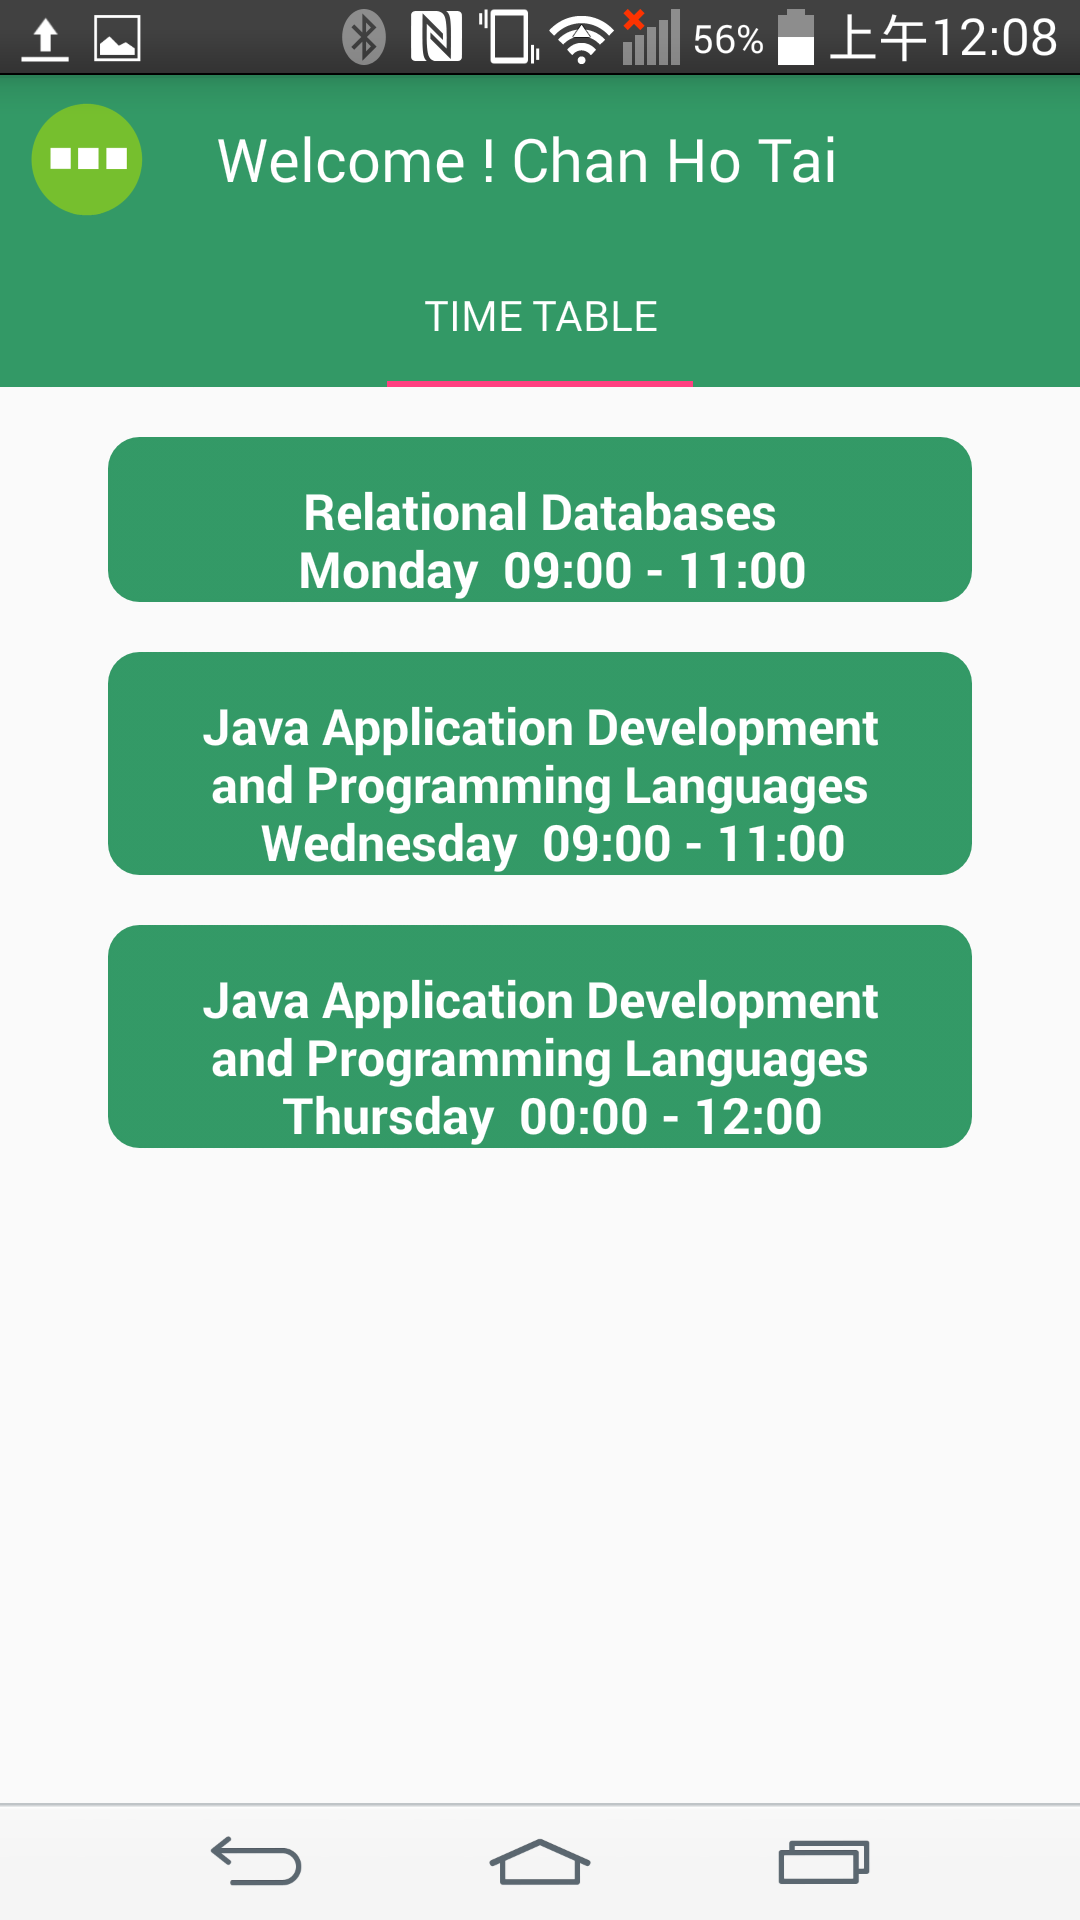 56% 上午12:08
Welcome ! Chan Ho Tai
TIME TABLE
Relational Databases
Monday 09:00 - 11:00
Java Application Development
and Programming Languages
Wednesday 09:00 - 11:00
Java Application Development
and Programming Languages
Thursday 00:00 - 12:00